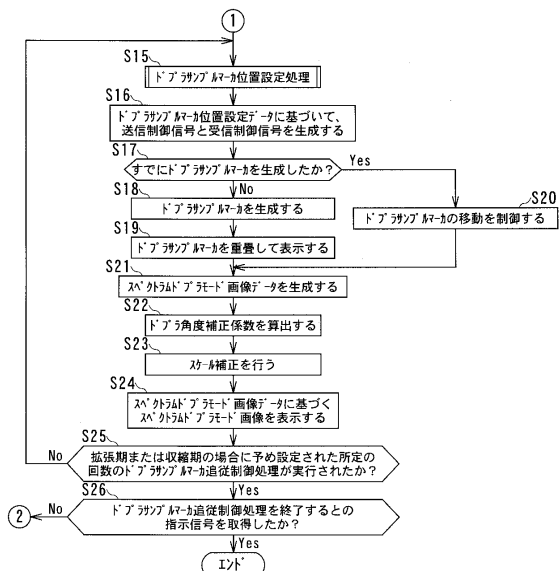 1
S15
ﾄﾞﾌﾟﾗｻﾝﾌﾟﾙﾏｰｶ位置設定処理
S16
ﾄﾞﾌﾟﾗｻﾝﾌﾟﾙﾏｰｶ位置設定ﾃﾞｰﾀに基づいて、
送信制御信号と受信制御信号を生成する
S17
すでにﾄﾞﾌﾟﾗｻﾝﾌﾟﾙﾏｰｶを生成したか?
Yes
No
S18
ﾄﾞﾌﾟﾗｻﾝﾌﾟﾙﾏｰｶを生成する
S20
ﾄﾞﾌﾟﾗｻﾝﾌﾟﾙﾏｰｶの移動を制御する
S19
ﾄﾞﾌﾟﾗｻﾝﾌﾟﾙﾏｰｶを重畳して表示する
S21
ｽﾍﾟｸﾄﾗﾑﾄﾞﾌﾟﾗﾓｰﾄﾞ画像ﾃﾞｰﾀを生成する
S22
ﾄﾞﾌﾟﾗ角度補正係数を算出する
S23
ｽｹｰﾙ補正を行う
S24
ｽﾍﾟｸﾄﾗﾑﾄﾞﾌﾟﾗﾓｰﾄﾞ画像ﾃﾞｰﾀに基づく
ｽﾍﾟｸﾄﾗﾑﾄﾞﾌﾟﾗﾓｰﾄﾞ画像を表示する
S25
No
拡張期または収縮期の場合に予め設定された所定の
回数のﾄﾞﾌﾟﾗｻﾝﾌﾟﾙﾏｰｶ追従制御処理が実行されたか?
Yes
S26
No
2
ﾄﾞﾌﾟﾗｻﾝﾌﾟﾙﾏｰｶ追従制御処理を終了するとの
指示信号を取得したか?
Yes
ｴﾝﾄﾞ